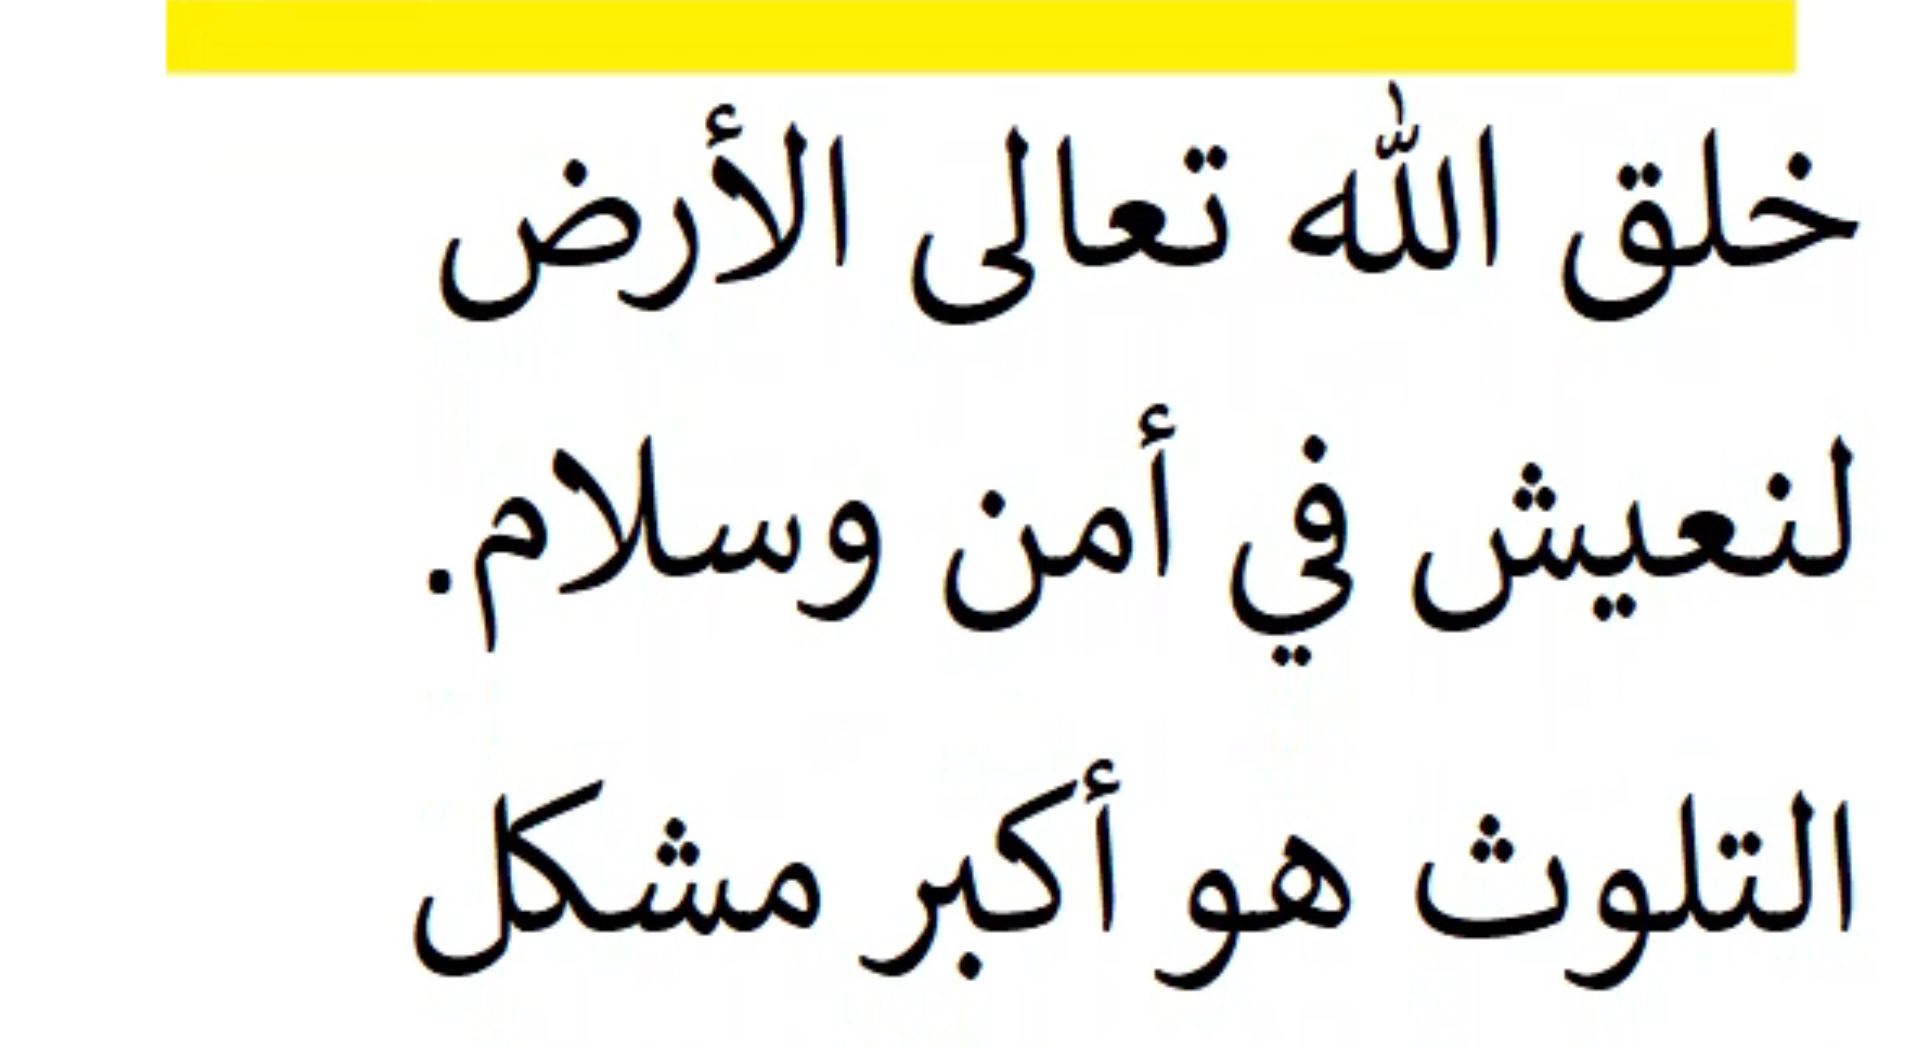 خلق الله تعالى الأرض
لنعيش في أمن وسلام.
التلوث هو أكبر مشكل